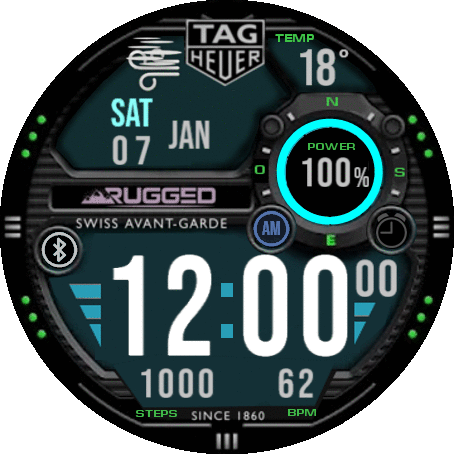 TAG
HEUER
TEMP
18°
SAT
07
JAN
N
POWER
100%
O
S
E
RUGGED
SWISS AVANT-GARDE
AM
12:00
00
1000
62
STEPS
SINCE 1860
BPM